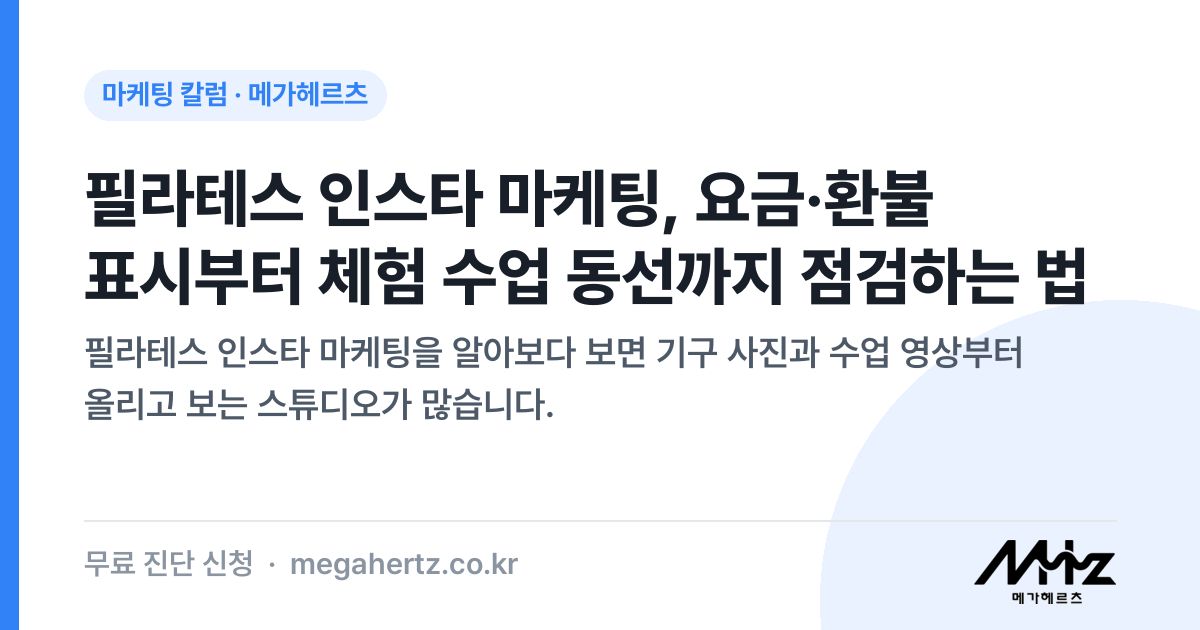 마케팅 칼럼 · 메가헤르츠
필라테스 인스타 마케팅, 요금·환불
표시부터 체험 수업 동선까지 점검하는 법
필라테스 인스타 마케팅을 알아보다 보면 기구 사진과 수업 영상부터
올리고 보는 스튜디오가 많습니다.
무료 진단 신청 · megahertz.co.kr
MHz
메가헤르츠